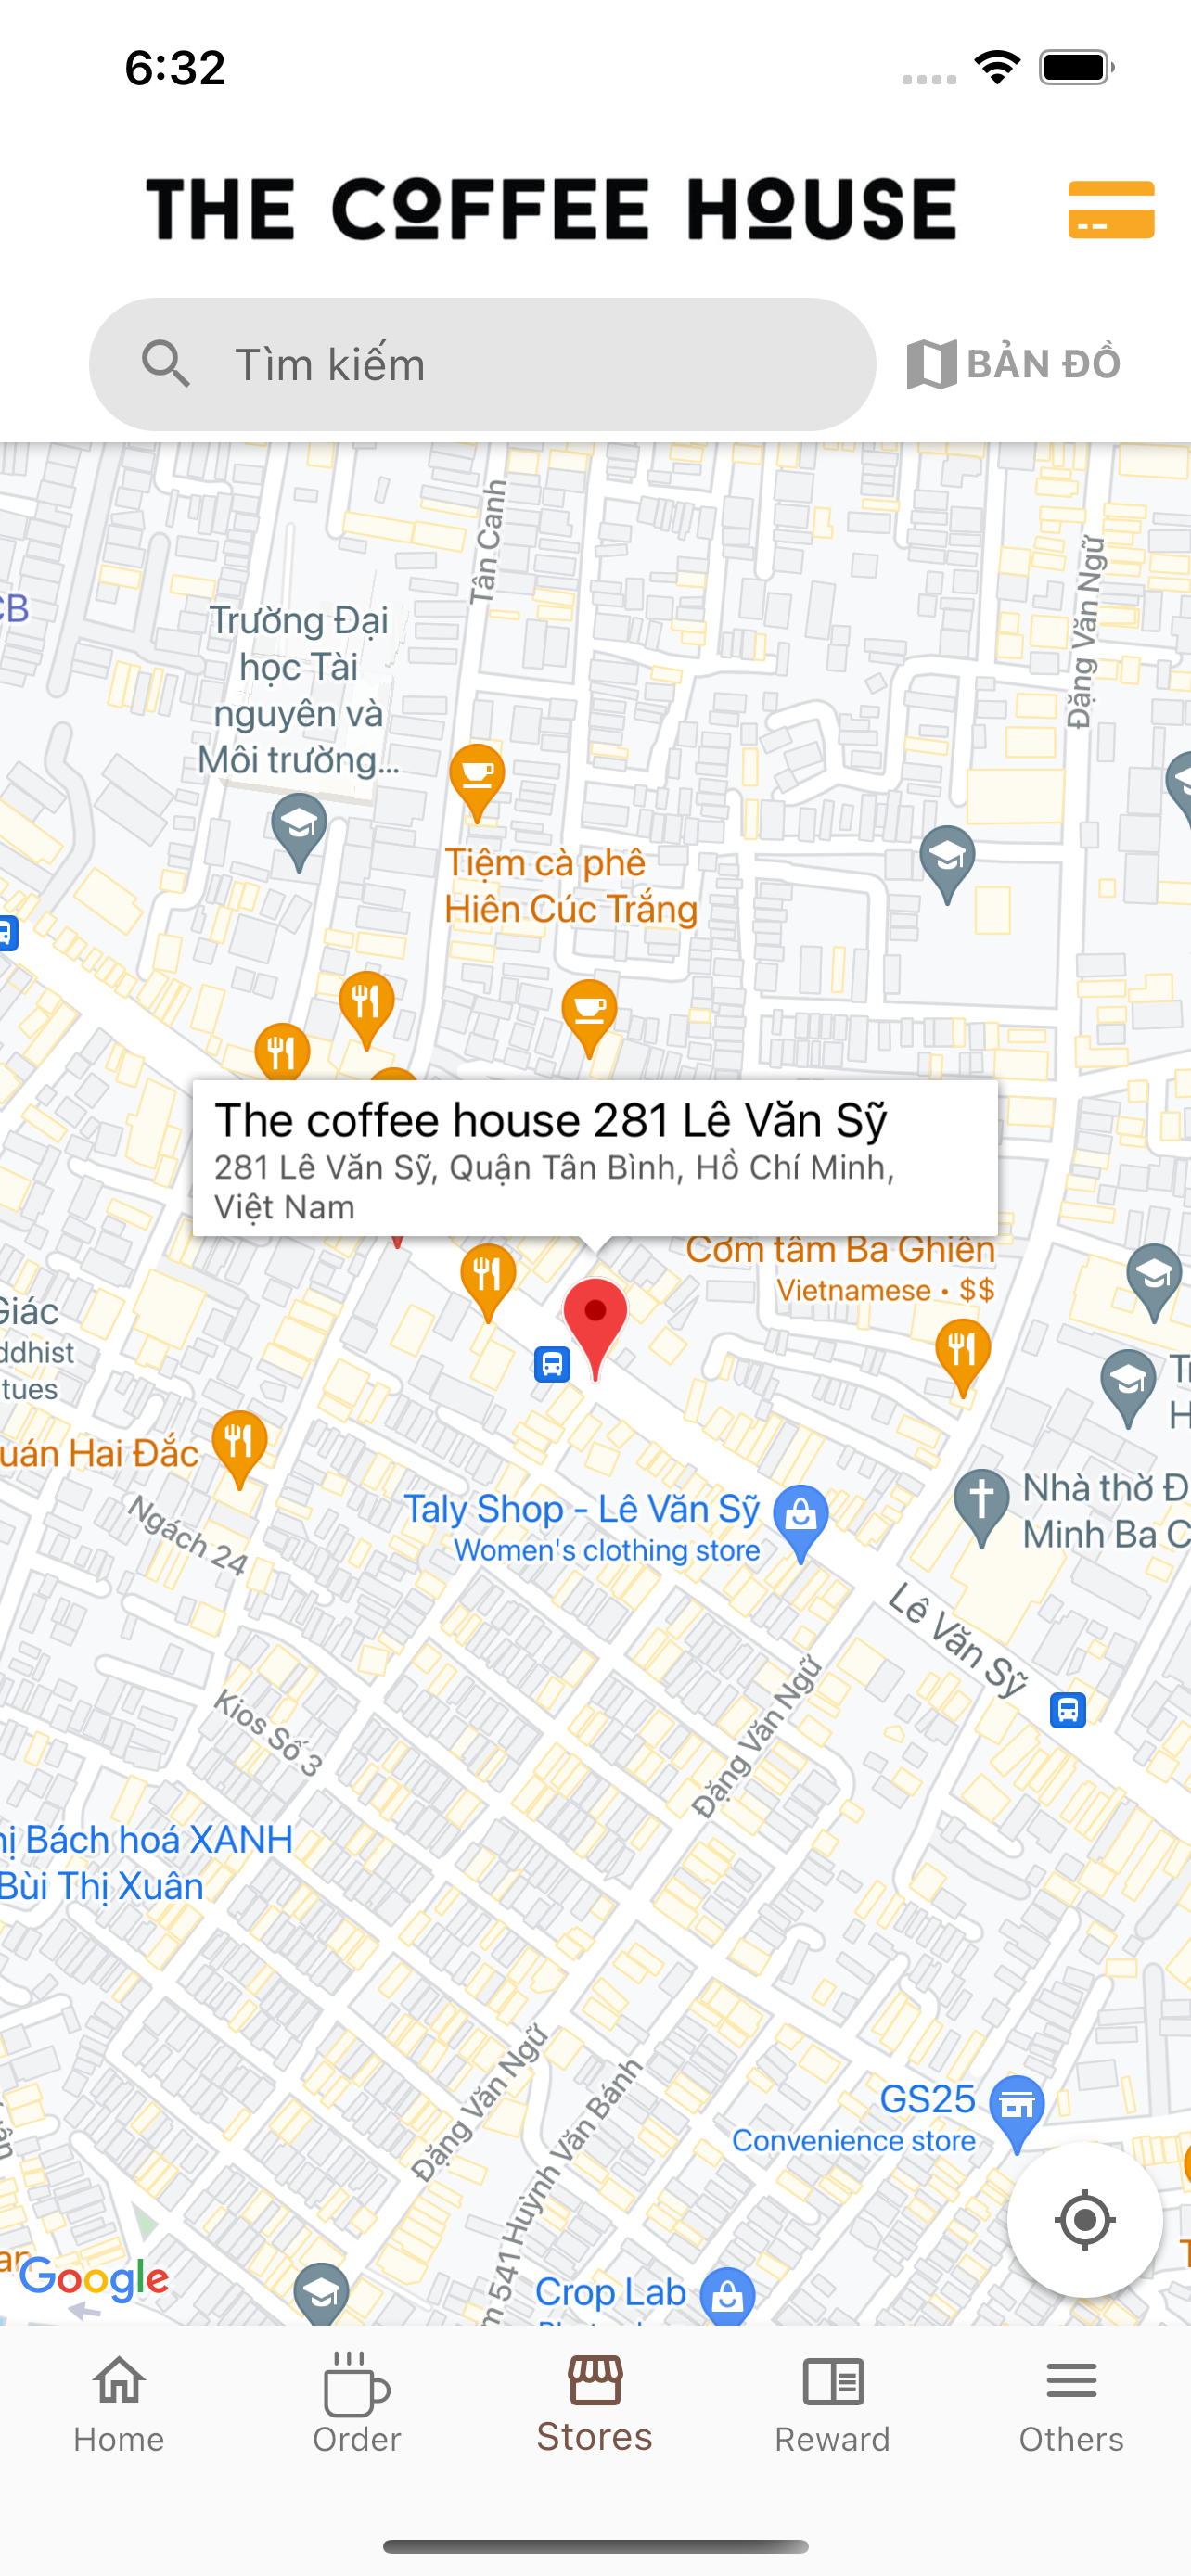 6:32
THE COFFEE HOUSE
Tìm kiếm
BẢN ĐỒ
Tân Canh
Đặng Văn Ngữ
CB
Trường Đại
học Tài
nguyên và
Môi trường...
Tiệm cà phê
Hiên Cúc Trắng
The coffee house 281 Lê Văn Sỹ
281 Lê Văn Sỹ, Quận Tân Bình, Hồ Chí Minh,
Việt Nam
Cơm tấm Ba Ghiền
Vietnamese • $$
Giác
ddhist
tues
uán Hai Đắc
Ngách 24
Taly Shop - Lê Văn Sỹ
Women's clothing store
Nhà thờ Đ
Minh Ba C
Lê Văn Sỹ
Kios Số 3
Đặng Văn Ngữ
ị Bách hoá XANH
Bùi Thị Xuân
Đặng Văn Ngữ
m 541 Huỳnh Văn Bánh
GS25
Convenience store
an
Google
Crop Lab
Home
Order
Stores
Reward
Others